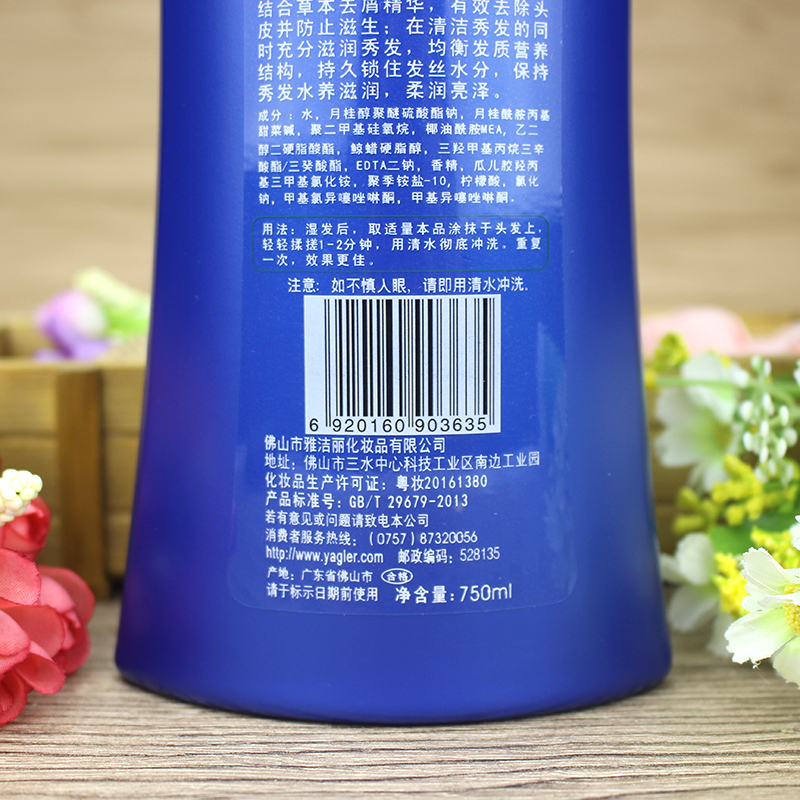 结合草本去屑精华，有效去除头
皮并防止滋生；在清洁秀发的同
时充分滋润秀发，均衡发质营养
结构，持久锁住发丝水分，保持
秀发水养滋润，柔润亮泽。
成分：水，月桂醇聚醚硫酸酯钠，月桂酰胺丙基
甜菜碱，聚二甲基硅氧烷，椰油酰胺MEA，乙二
醇二硬脂酸酯，鲸蜡硬脂醇，三羟甲基丙烷三辛
酸酯/三癸酸酯，EDTA二钠，香精，瓜儿胶羟丙
基三甲基氯化铵，聚季铵盐-10，柠檬酸，氯化
钠，甲基氯异噻唑啉酮，甲基异噻唑啉酮．
用法：湿发后，取适量本品涂抹于头发上，
轻轻揉搓1-2分钟，用清水彻底冲洗。重复
一次，效果更佳。
注意：如不慎人眼，请即用清水冲洗．
6 920160 903635
佛山市雅洁丽化妆品有限公司
地址：佛山市三水中心科技工业区南边工业园
化妆品生产许可证：粤妆20161380
产品标准号：GB/T 29679-2013
若有意见或问题请致电本公司
消费者服务热线：（0757）87320056
http://www.yagler.com 邮政编码：528135
产地：广东省佛山市 合格
请于标示日期前使用 净含量：750ml